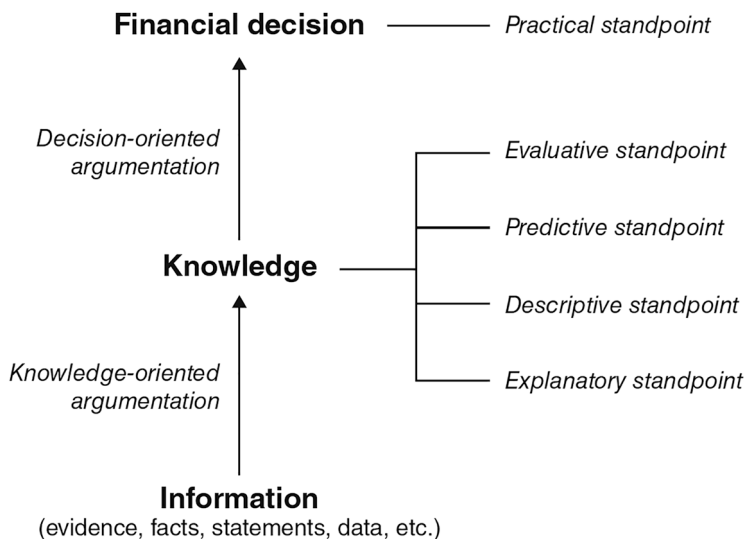 Financial decision
Practical standpoint
Decision-oriented
argumentation
Evaluative standpoint
Predictive standpoint
Knowledge
Descriptive standpoint
Knowledge-oriented
argumentation
Explanatory standpoint
Information
(evidence, facts, statements, data, etc.)